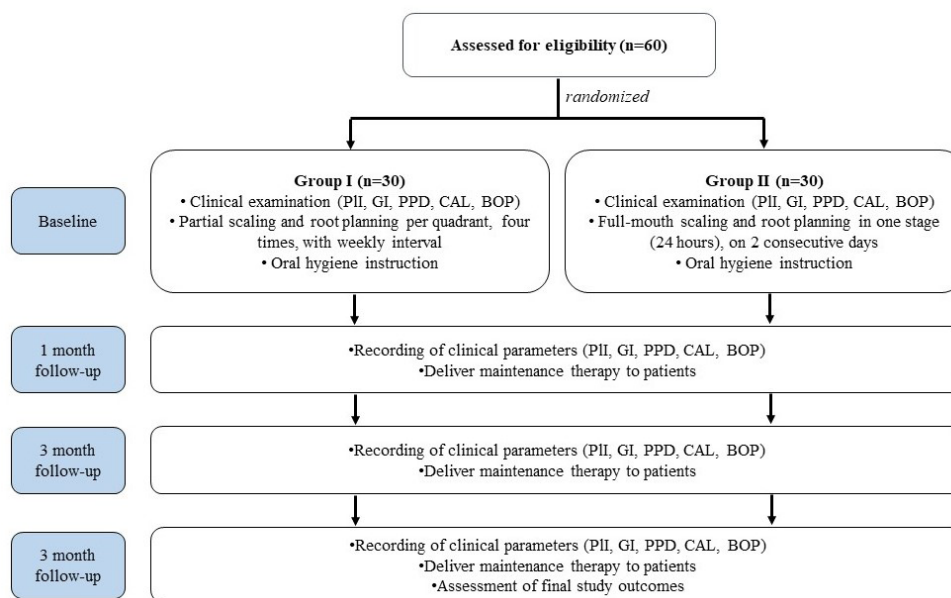 Assessed for eligibility (n=60)
randomized
Group I (n=30)
• Clinical examination (PlI, GI, PPD, CAL, BOP)
• Partial scaling and root planning per quadrant, four
times, with weekly interval
• Oral hygiene instruction
Group II (n=30)
• Clinical examination (PlI, GI, PPD, CAL, BOP)
• Full-mouth scaling and root planning in one stage
(24 hours), on 2 consecutive days
• Oral hygiene instruction
Baseline
1 month
follow-up
•Recording of clinical parameters (PlI, GI, PPD, CAL, BOP)
•Deliver maintenance therapy to patients
3 month
follow-up
•Recording of clinical parameters (PlI, GI, PPD, CAL, BOP)
•Deliver maintenance therapy to patients
3 month
follow-up
•Recording of clinical parameters (PlI, GI, PPD, CAL, BOP)
•Deliver maintenance therapy to patients
•Assessment of final study outcomes